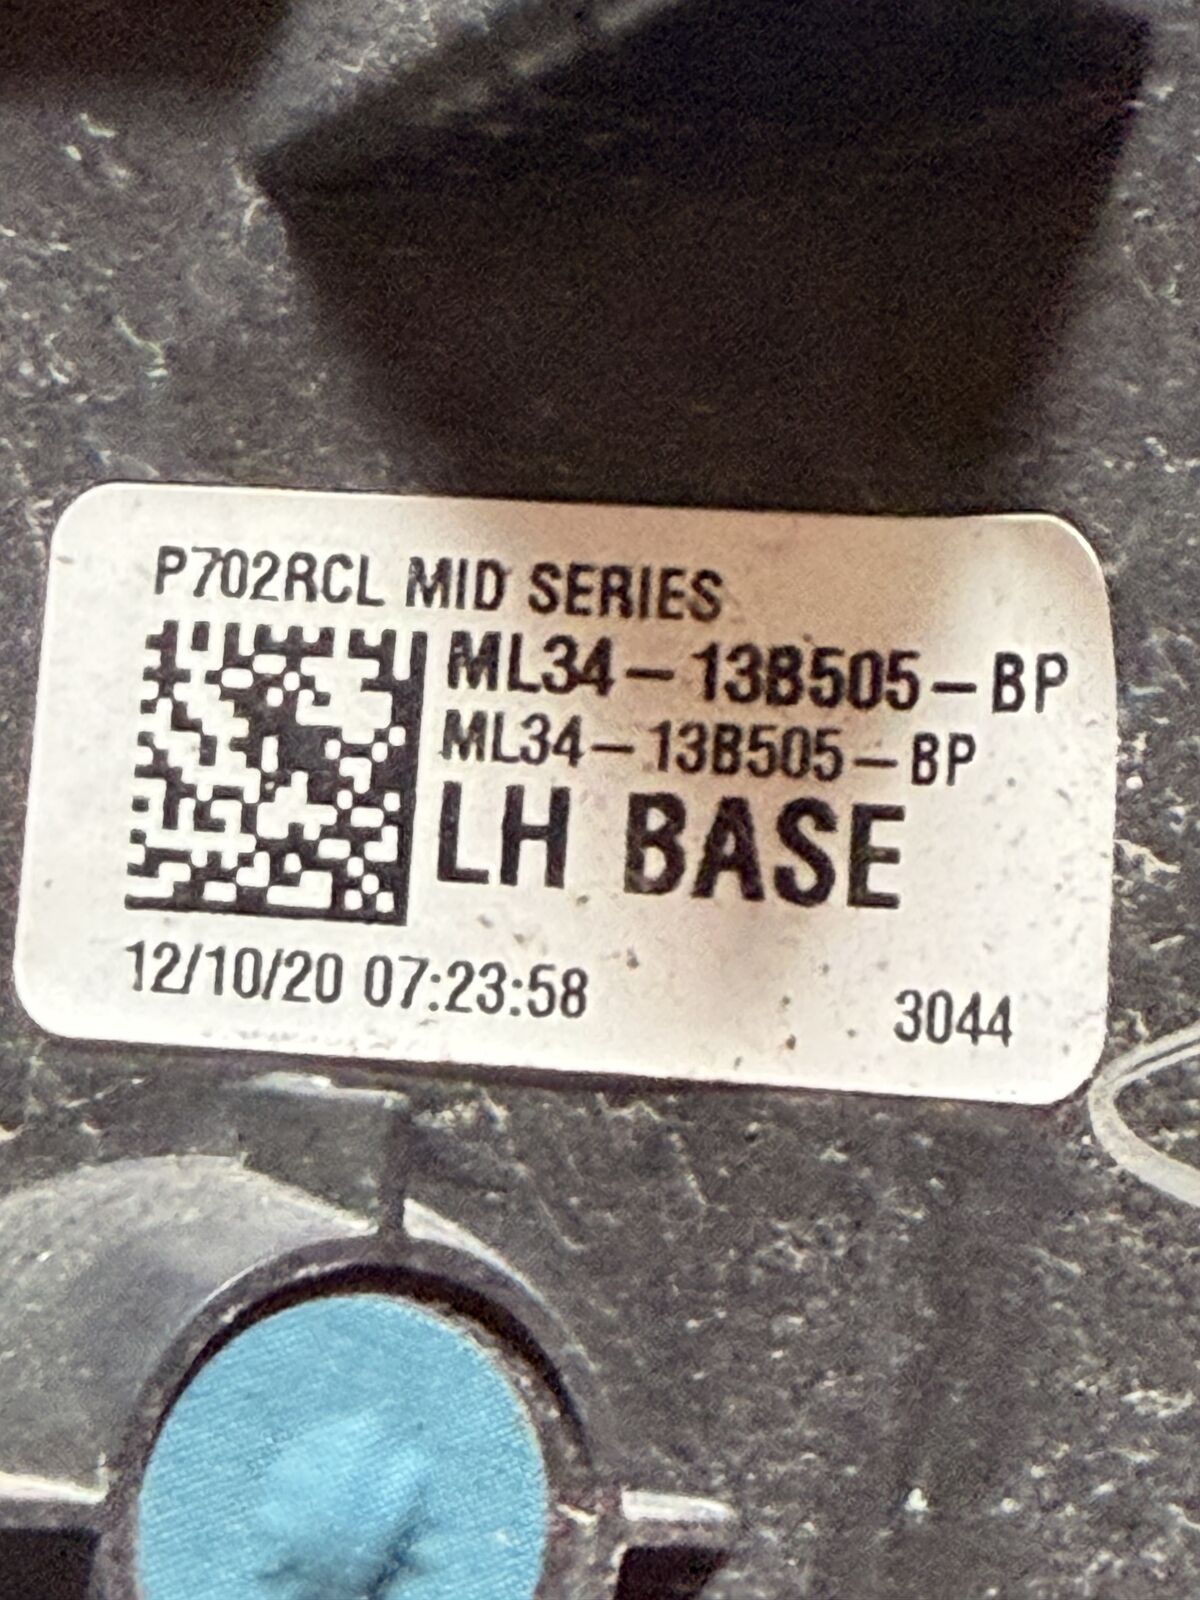 P702RCL MID SERIES
ML34-13B505-BP
ML34-13B505-BP
LH BASE
12/10/20 07:23:58
3044